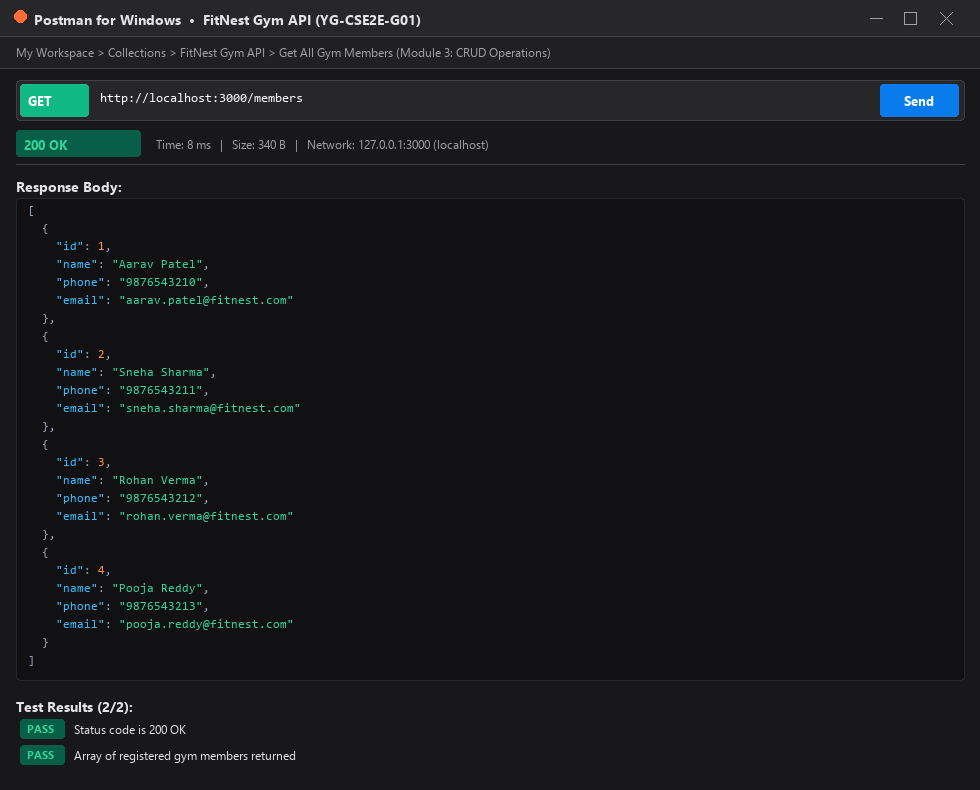 Postman for Windows • FitNest Gym API (YG-CSE2E-G01)
My Workspace > Collections > FitNest Gym API > Get All Gym Members (Module 3: CRUD Operations)
GET http://localhost:3000/members Send
200 OK Time: 8 ms | Size: 340 B | Network: 127.0.0.1:3000 (localhost)
Response Body:
[
  {
    "id": 1,
    "name": "Aarav Patel",
    "phone": "9876543210",
    "email": "aarav.patel@fitnest.com"
  },
  {
    "id": 2,
    "name": "Sneha Sharma",
    "phone": "9876543211",
    "email": "sneha.sharma@fitnest.com"
  },
  {
    "id": 3,
    "name": "Rohan Verma",
    "phone": "9876543212",
    "email": "rohan.verma@fitnest.com"
  },
  {
    "id": 4,
    "name": "Pooja Reddy",
    "phone": "9876543213",
    "email": "pooja.reddy@fitnest.com"
  }
]
Test Results (2/2):
PASS Status code is 200 OK
PASS Array of registered gym members returned